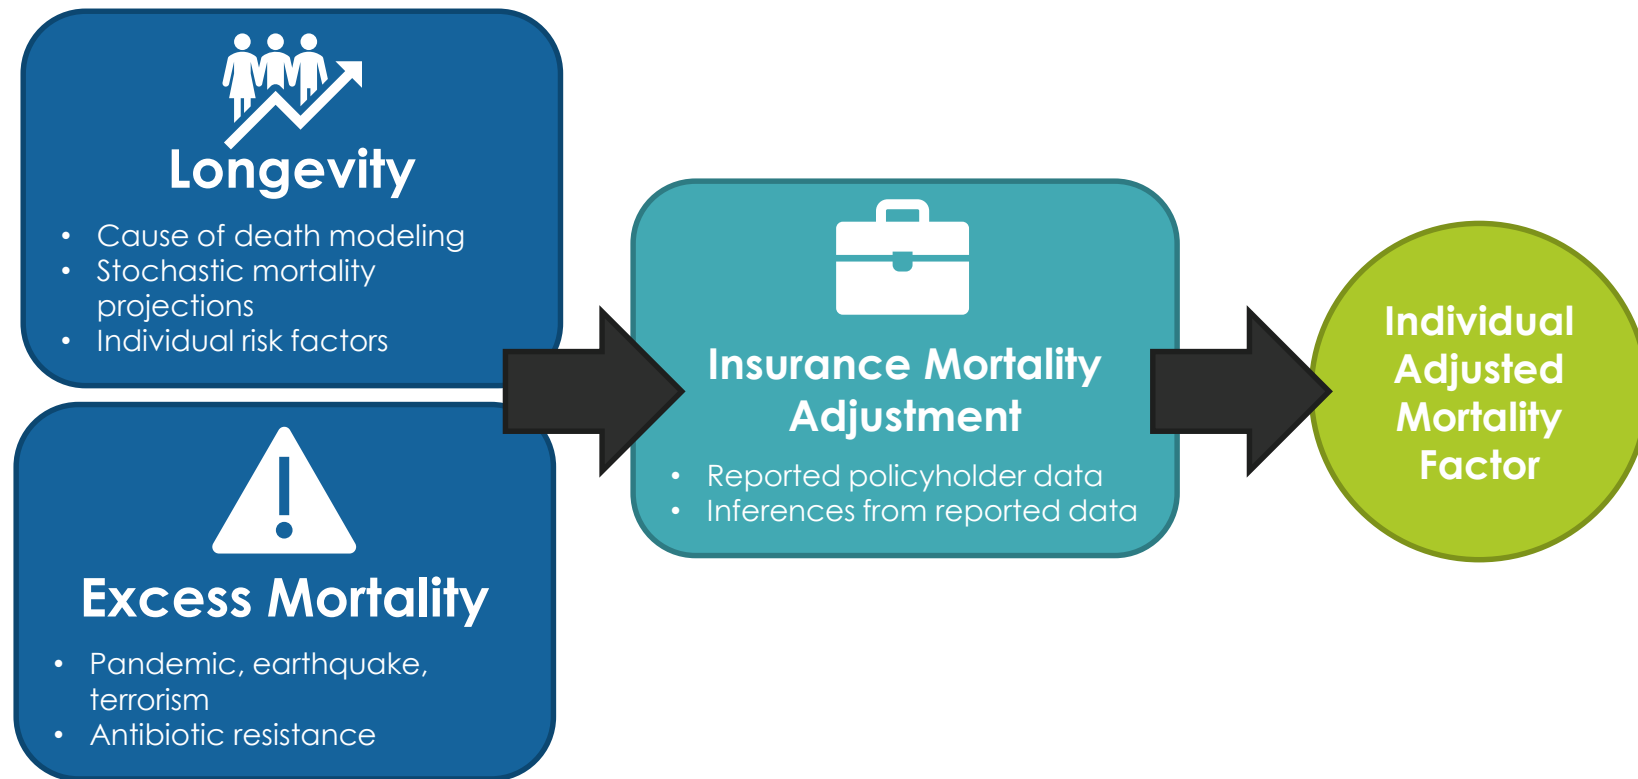 Longevity
• Cause of death modeling
• Stochastic mortality
projections
• Individual risk factors
Excess Mortality
• Pandemic, earthquake,
terrorism
• Antibiotic resistance
Insurance Mortality
Adjustment
• Reported policyholder data
• Inferences from reported data
Individual
Adjusted
Mortality
Factor